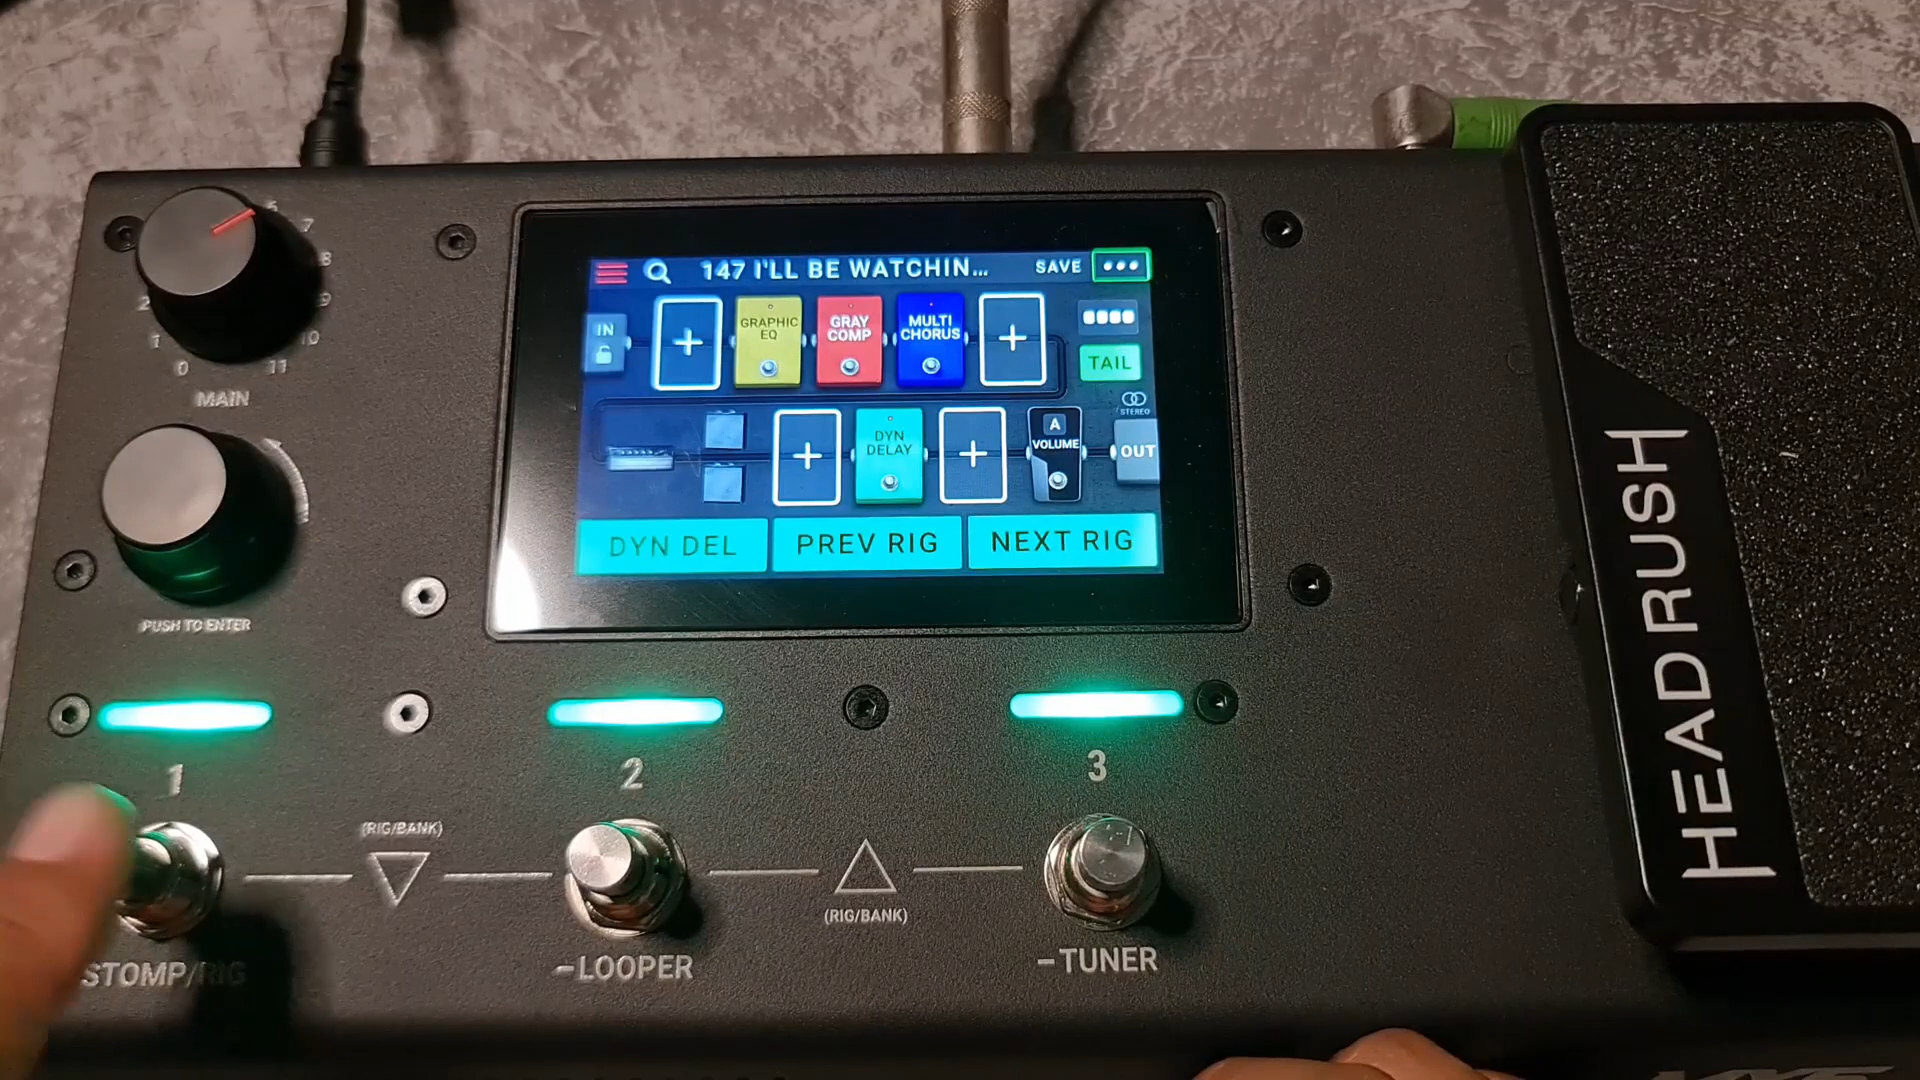 147 I'LL BE WATCHIN...
SAVE
IN
GRAPHIC
EQ
GRAY
COMP
MULTI
CHORUS
TAIL
STEREO
DYN
DELAY
A
VOLUME
OUT
DYN DEL
PREV RIG
NEXT RIG
0
1
2
6
7
8
9
10
11
MAIN
PUSH TO ENTER
1
2
3
(RIG/BANK)
(RIG/BANK)
STOMP/RIG
–LOOPER
–TUNER
HEADRUSH